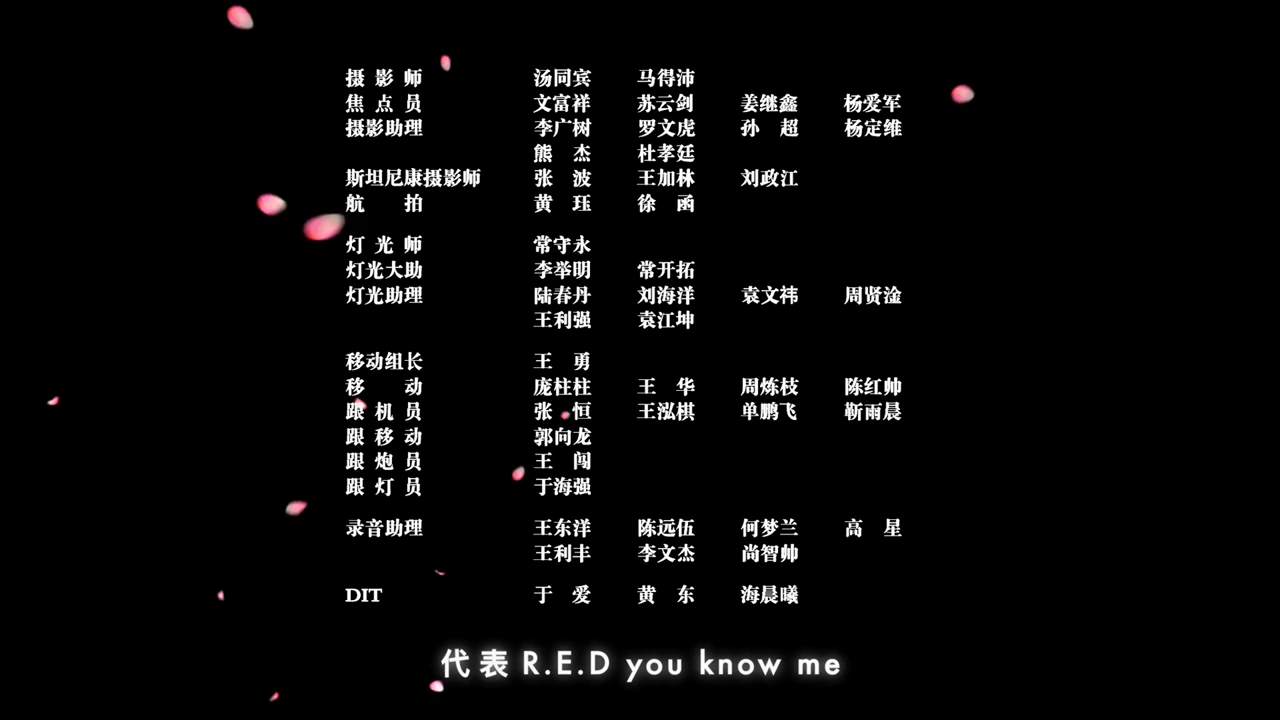 摄影师 汤同宾 马得沛
焦点员 文富祥 苏云剑 姜继鑫 杨爱军
摄影助理 李广树 罗文虎 孙超 杨定维
熊杰 杜孝廷
斯坦尼康摄影师 张波 王加林 刘政江
航拍 黄珏 徐函
灯光师 常守永
灯光大助 李举明 常开拓
灯光助理 陆春丹 刘海洋 袁文祎 周贤淦
王利强 袁江坤
移动组长 王勇
移动 庞柱柱 王华 周炼枝 陈红帅
跟机员 张恒 王泓棋 单鹏飞 靳雨晨
跟移动 郭向龙
跟炮员 王闯
跟灯员 于海强
录音助理 王东洋 陈远伍 何梦兰 高星
王利丰 李文杰 尚智帅
DIT 于爱 黄东 海晨曦
代表R.E.D you know me